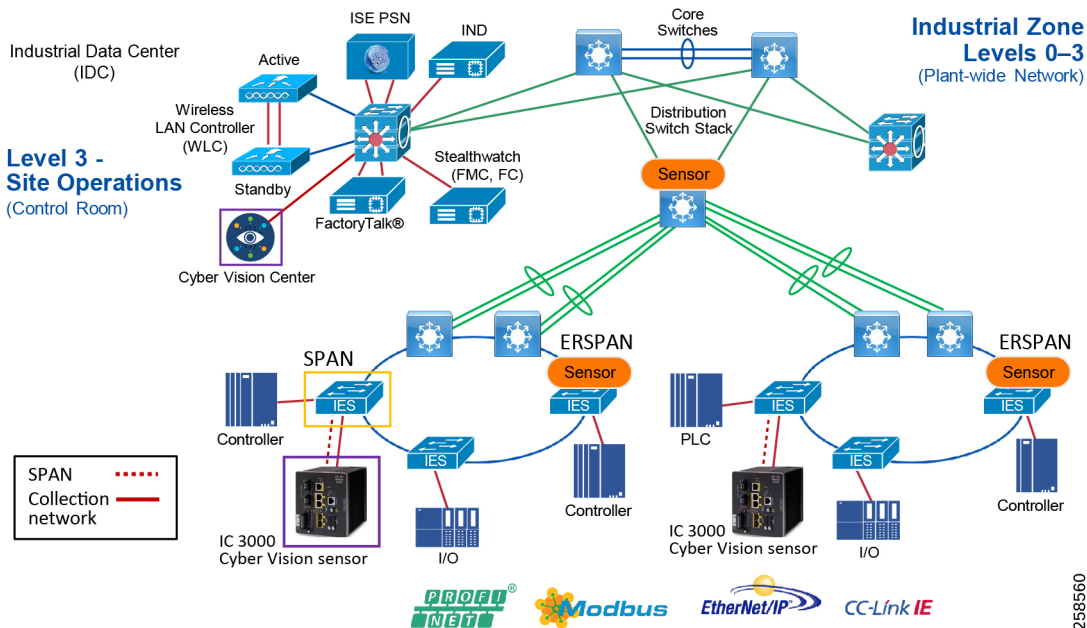 Industrial Data Center
(IDC)
Active
ISE PSN
IND
Core
Switches
Industrial Zone
Levels 0–3
(Plant-wide Network)
Wireless
LAN Controller
(WLC)
Distribution
Switch Stack
Level 3 -
Site Operations
(Control Room)
Standby
Stealthwatch
(FMC, FC)
Sensor
FactoryTalk®
Cyber Vision Center
SPAN
ERSPAN
Sensor
IES
IES
Controller
IES
Controller
I/O
IC 3000
Cyber Vision sensor
ERSPAN
Sensor
IES
IES
PLC
IES
Controller
I/O
IC 3000
Cyber Vision sensor
SPAN
Collection
network
PROFI
NET®
Modbus
EtherNet/IP™
CC-Link IE
258560